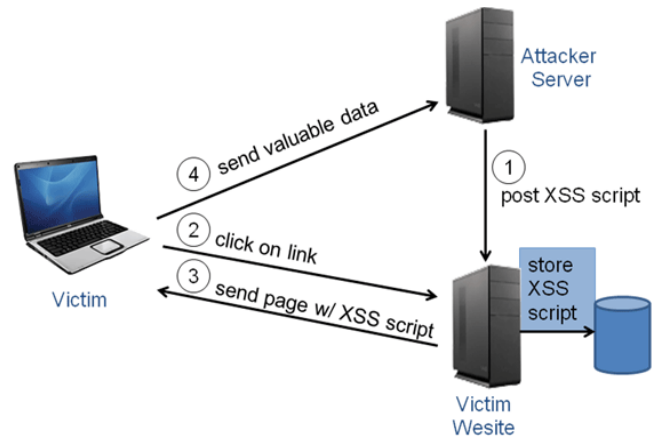 Attacker
Server
4 send valuable data
1
post XSS script
2 click on link
3 send page w/ XSS script
Victim
store
XSS
script
Victim
Wesite